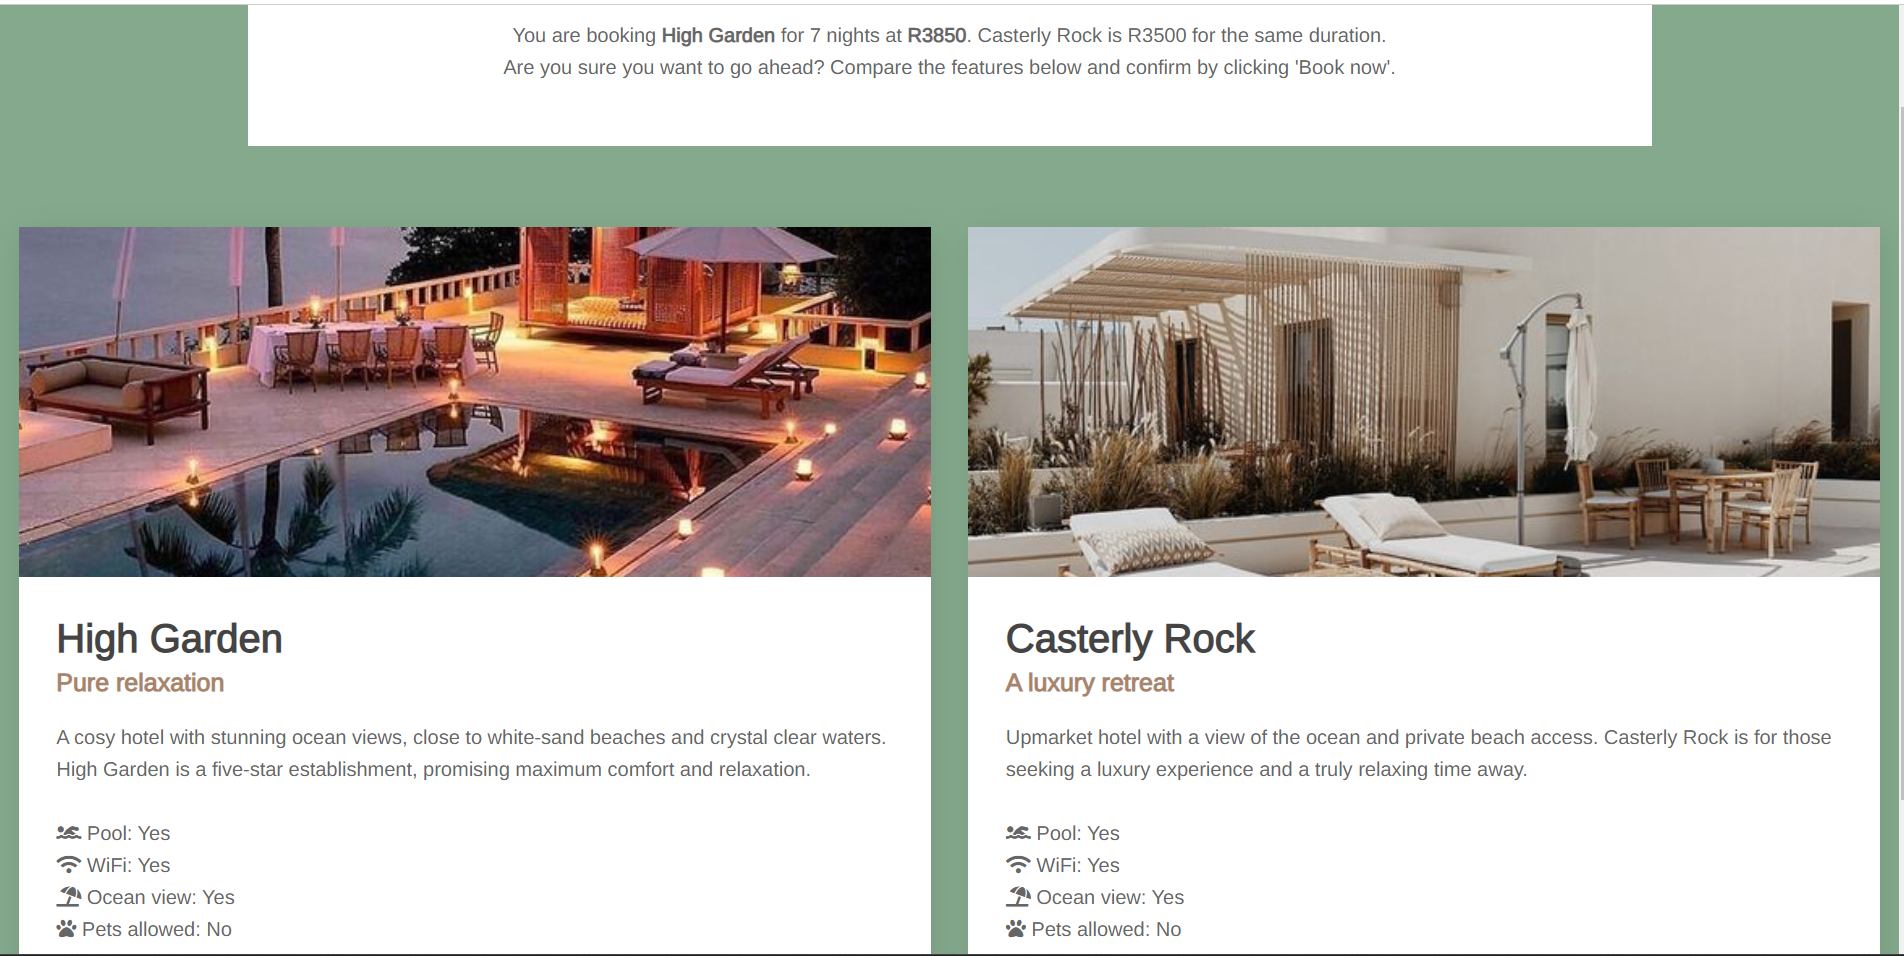 You are booking High Garden for 7 nights at R3850. Casterly Rock is R3500 for the same duration.
Are you sure you want to go ahead? Compare the features below and confirm by clicking 'Book now'.
High Garden
Pure relaxation
A cosy hotel with stunning ocean views, close to white-sand beaches and crystal clear waters.
High Garden is a five-star establishment, promising maximum comfort and relaxation.
Pool: Yes
WiFi: Yes
Ocean view: Yes
Pets allowed: No
Casterly Rock
A luxury retreat
Upmarket hotel with a view of the ocean and private beach access. Casterly Rock is for those
seeking a luxury experience and a truly relaxing time away.
Pool: Yes
WiFi: Yes
Ocean view: Yes
Pets allowed: No